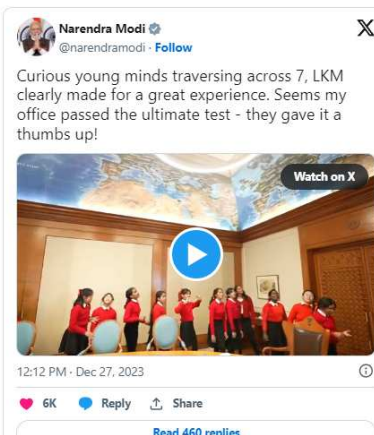 Narendra Modi
@narendramodi · Follow
Curious young minds traversing across 7, LKM
clearly made for a great experience. Seems my
office passed the ultimate test - they gave it a
thumbs up!
Watch on X
12:12 PM · Dec 27, 2023
6K Reply Share
Read 460 replies